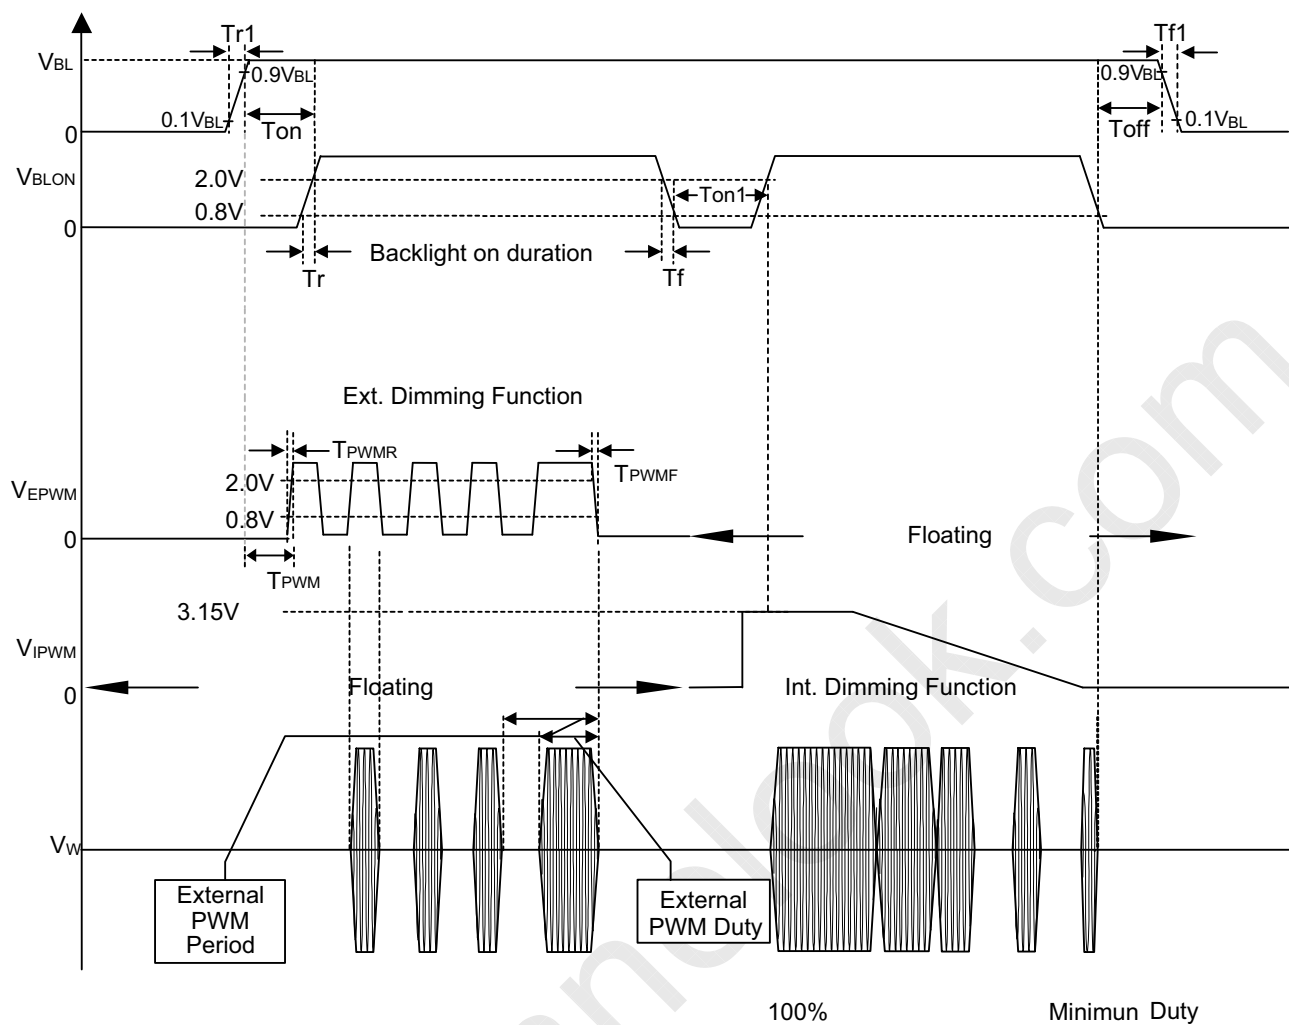 Tr1
Tf1
VBL
0.9VBL
0.9VBL
0.1VBL
Ton
Toff
0.1VBL
0
VBLON
2.0V
Ton1
0.8V
0
Backlight on duration
Tr
Tf
Ext. Dimming Function
TPWMR
TPWMF
VEPWM
2.0V
0.8V
0
Floating
TPWM
3.15V
VIPWM
0
Floating
Int. Dimming Function
VW
External
PWM
Period
External
PWM Duty
100%
Minimun Duty